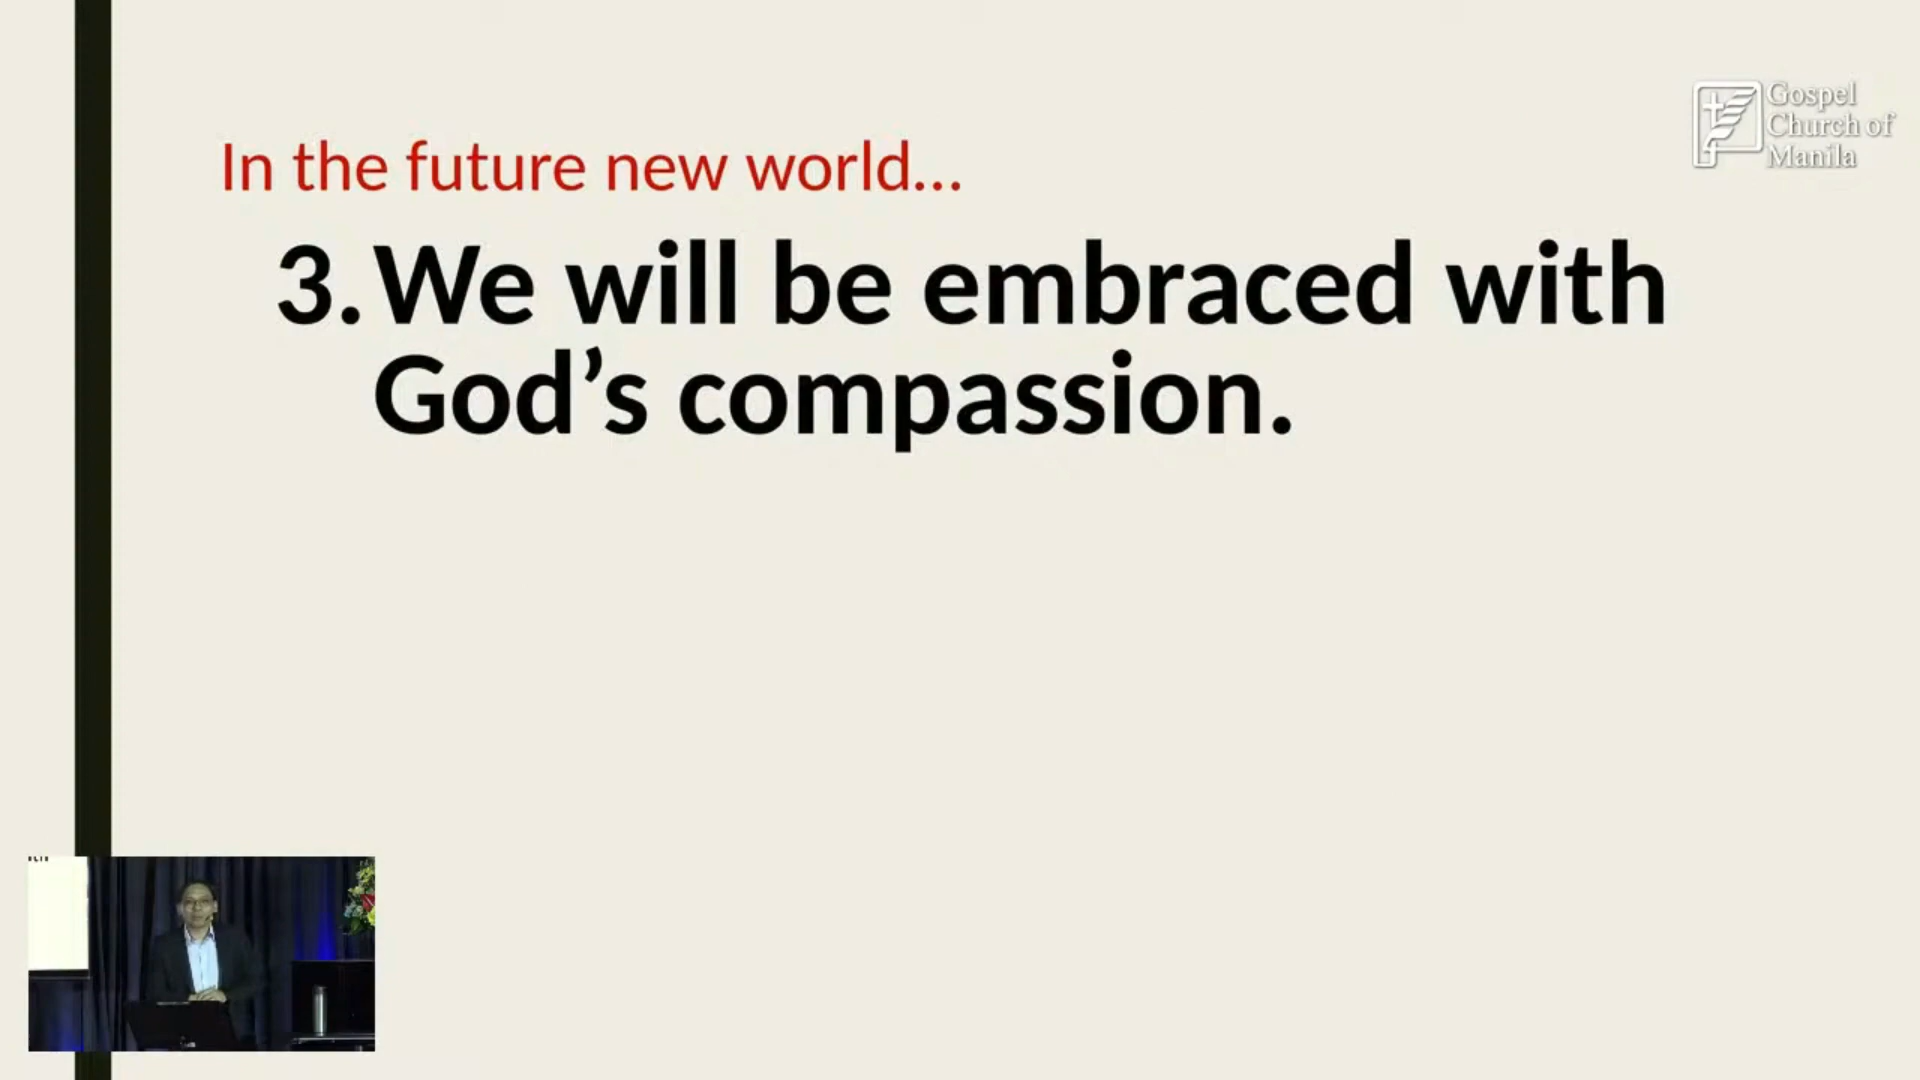 In the future new world...
3. We will be embraced with
God’s compassion.
Gospel
Church of
Manila